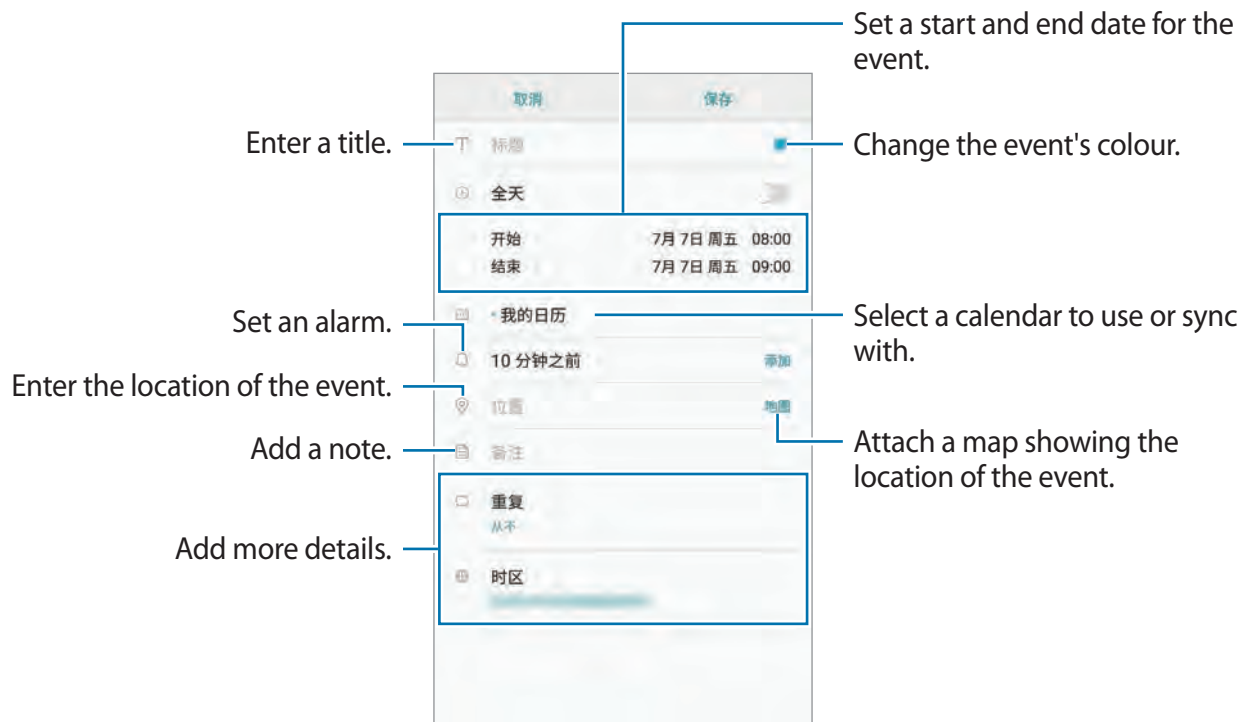 Set a start and end date for the
event.
取消 保存
Enter a title.
标题
Change the event's colour.
全天
开始 7月 7日 周五 08:00
结束 7月 7日 周五 09:00
我的日历
Select a calendar to use or sync
with.
Set an alarm.
10 分钟之前 添加
Enter the location of the event.
位置 地图
Attach a map showing the
location of the event.
Add a note.
备注
重复
从不
Add more details.
时区